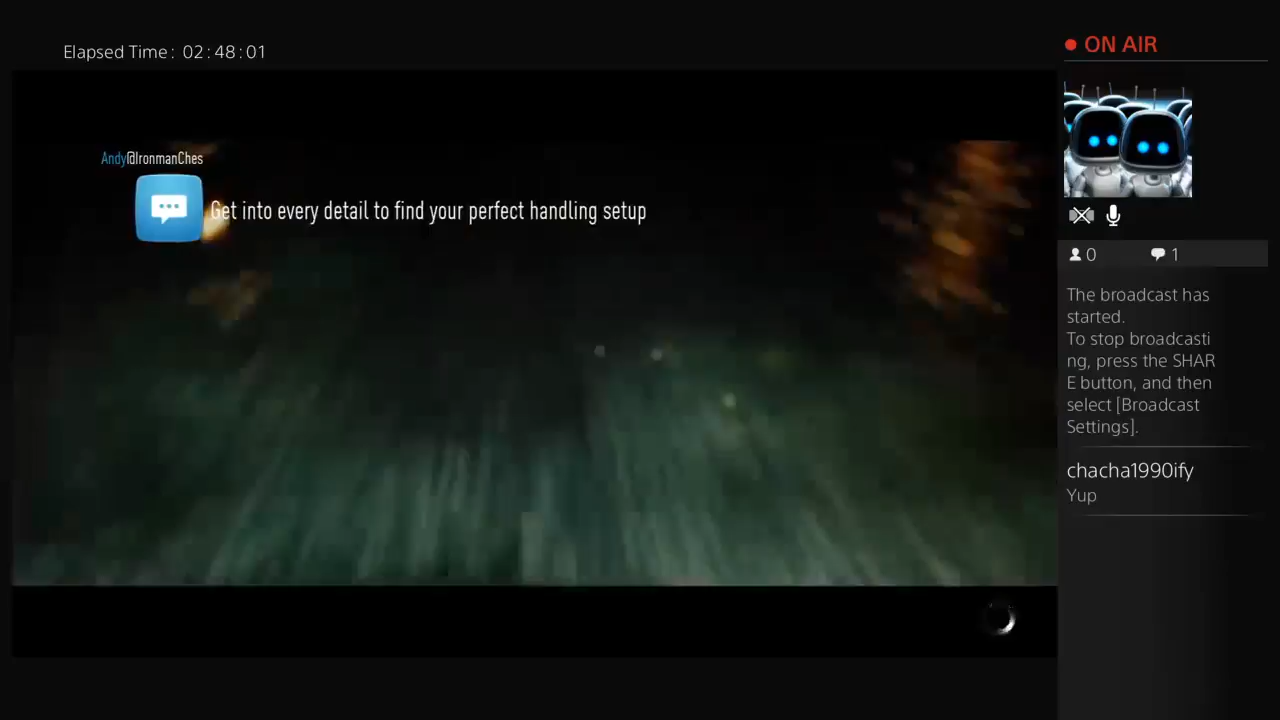 Elapsed Time: 02:48:01
ON AIR
Andy@IronmanChes
Get into every detail to find your perfect handling setup
0 1
The broadcast has
started.
To stop broadcasti
ng, press the SHAR
E button, and then
select [Broadcast
Settings].
chacha1990ify
Yup